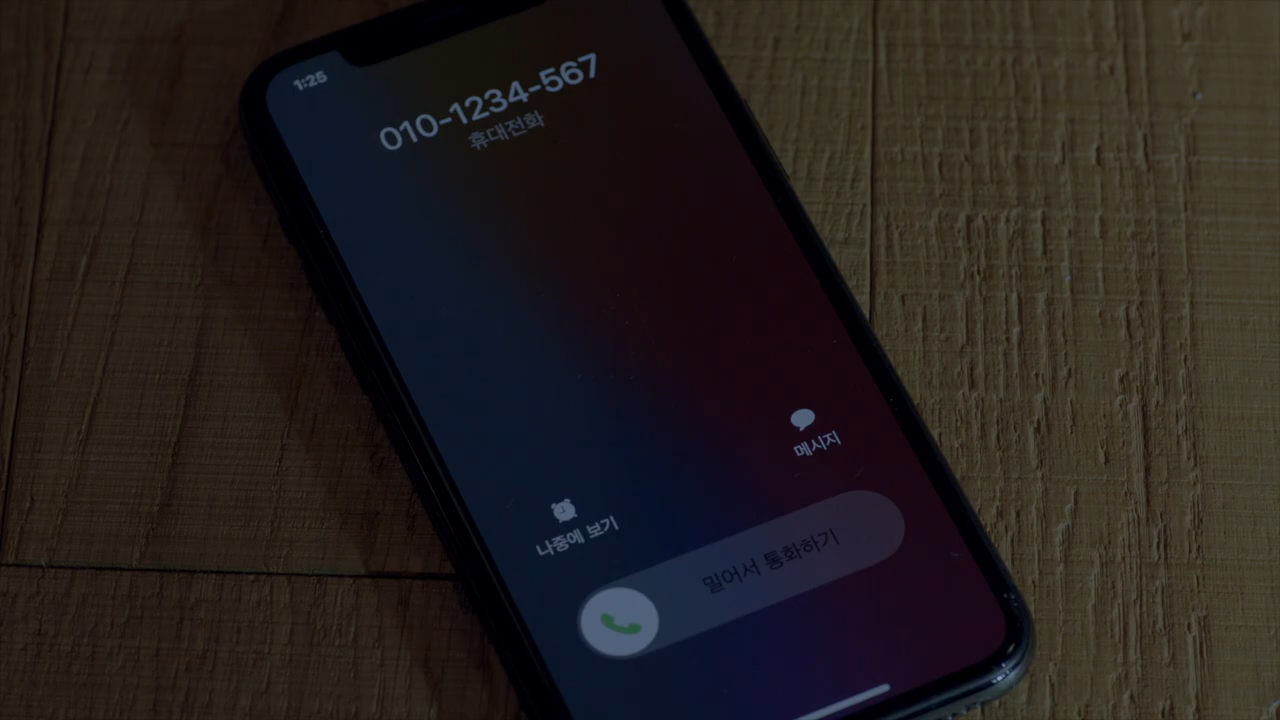 1:25
010-1234-567
휴대전화
메시지
나중에 보기
밀어서 통화하기